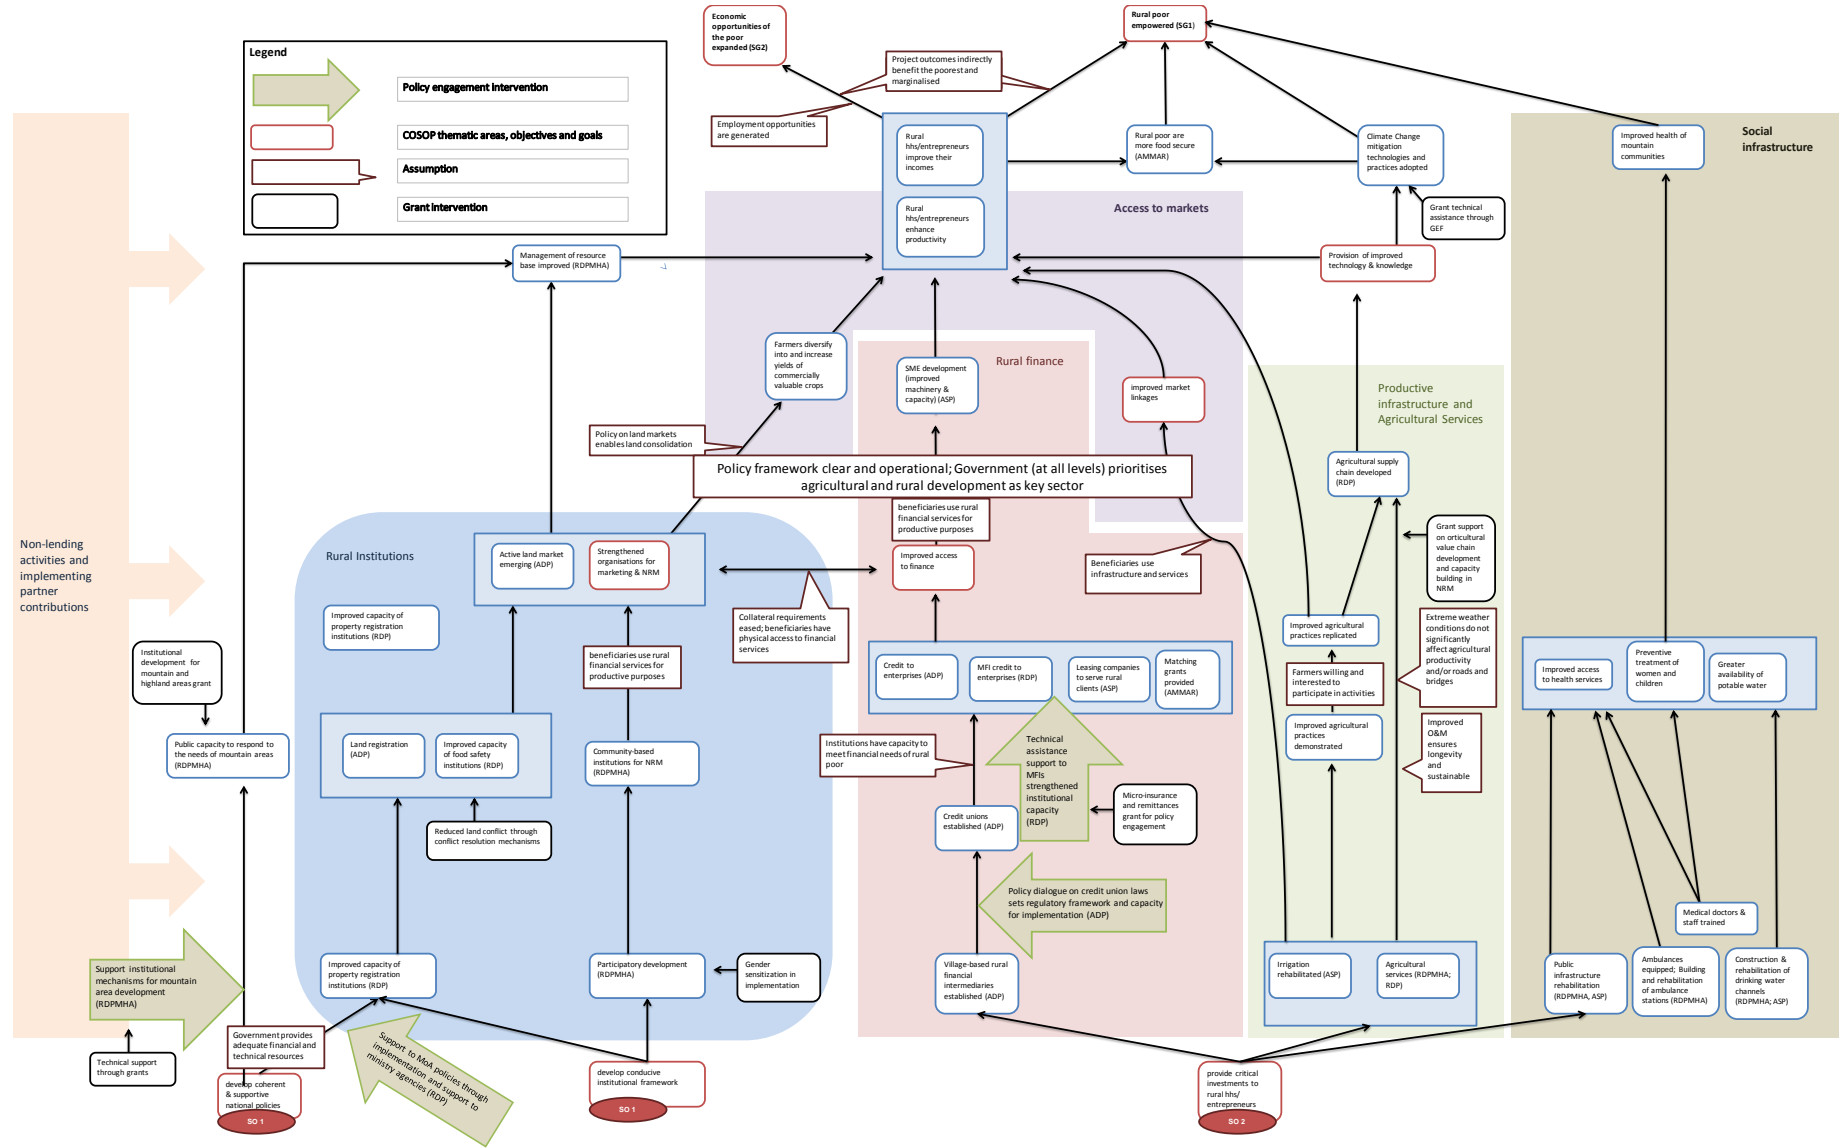 Economic
opportunities of
the poor
expanded (SG2)
Rural poor
empowered (SG1)
Legend
Policy engagement intervention
COSOP thematic areas, objectives and goals
Assumption
Grant intervention
Project outcomes indirectly
benefit the poorest and
marginalised
Employment opportunities
are generated
Rural
hhs/entrepreneurs
improve their
incomes
Rural
hhs/entrepreneurs
enhance
productivity
Rural poor are
more food secure
(AMMAR)
Climate Change
mitigation
technologies and
practices adopted
Improved health of
mountain
communities
Social
infrastructure
Access to markets
Grant technical
assistance through
GEF
Management of resource
base improved (RDPMHA)
Provision of improved
technology & knowledge
Farmers diversify
into and increase
yields of
commercially
valuable crops
SME development
(improved
machinery &
capacity) (ASP)
Rural finance
improved market
linkages
Productive
infrastructure and
Agricultural Services
Policy on land markets
enables land consolidation
Policy framework clear and operational; Government (at all levels) prioritises
agricultural and rural development as key sector
Agricultural supply
chain developed
(RDP)
beneficiaries use rural
financial services for
productive purposes
Grant support
on orticultural
value chain
development
and capacity
building in
NRM
Non-lending
activities and
implementing
partner
contributions
Rural Institutions
Active land market
emerging (ADP)
Strengthened
organisations for
marketing & NRM
Improved access
to finance
Beneficiaries use
infrastructure and services
Improved capacity of
property registration
institutions (RDP)
Collateral requirements
eased; beneficiaries have
physical access to financial
services
Improved agricultural
practices replicated
Extreme weather
conditions do not
significantly
affect agricultural
productivity
and/or roads and
bridges
Institutional
development for
mountain and
highland areas grant
beneficiaries use rural
financial services for
productive purposes
Credit to
enterprises (ADP)
MFI credit to
enterprises (RDP)
Leasing companies
to serve rural
clients (ASP)
Matching
grants
provided
(AMMAR)
Farmers willing and
interested to
participate in activities
Improved access
to health services
Preventive
treatment of
women and
children
Greater
availability of
potable water
Public capacity to respond to
the needs of mountain areas
(RDPMHA)
Land registration
(ADP)
Improved capacity
of food safety
institutions (RDP)
Community-based
institutions for NRM
(RDPMHA)
Institutions have capacity to
meet financial needs of rural
poor
Technical
assistance
support to
MFIs
strengthened
institutional
capacity
(RDP)
Improved agricultural
practices
demonstrated
Improved
O&M
ensures
longevity
and
sustainable
Reduced land conflict through
conflict resolution mechanisms
Credit unions
established (ADP)
Micro-insurance
and remittances
grant for policy
engagement
Policy dialogue on credit union laws
sets regulatory framework and capacity
for implementation (ADP)
Medical doctors &
staff trained
Support institutional
mechanisms for mountain
area development
(RDPMHA)
Improved capacity of
property registration
institutions (RDP)
Participatory development
(RDPMHA)
Gender
sensitization in
implementation
Village-based rural
financial
intermediaries
established (ADP)
Irrigation
rehabilitated (ASP)
Agricultural
services (RDPMHA;
RDP)
Public
infrastructure
rehabilitation
(RDPMHA, ASP)
Ambulances
equipped; Building
and rehabilitation
of ambulance
stations (RDPMHA)
Construction &
rehabilitation of
drinking water
channels
(RDPMHA; ASP)
Technical support
through grants
Government provides
adequate financial and
technical resources
Support to MoA policies through
implementation and support to
ministry agencies (RDP)
develop coherent
& supportive
national policies
SO 1
develop conducive
institutional framework
SO 1
provide critical
investments to
rural hhs/
entrepreneurs
SO 2